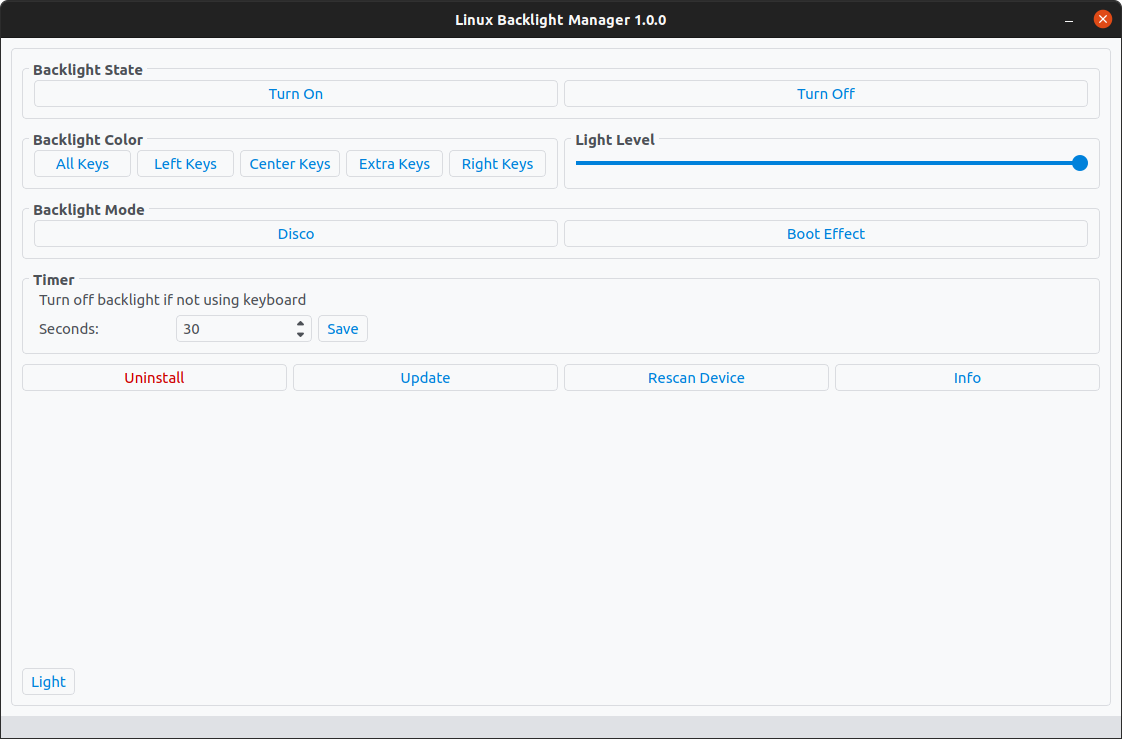 Linux Backlight Manager 1.0.0
Backlight State
Turn On Turn Off
Backlight Color Light Level
All Keys Left Keys Center Keys Extra Keys Right Keys
Backlight Mode
Disco Boot Effect
Timer
Turn off backlight if not using keyboard
Seconds: 30 Save
Uninstall Update Rescan Device Info
Light